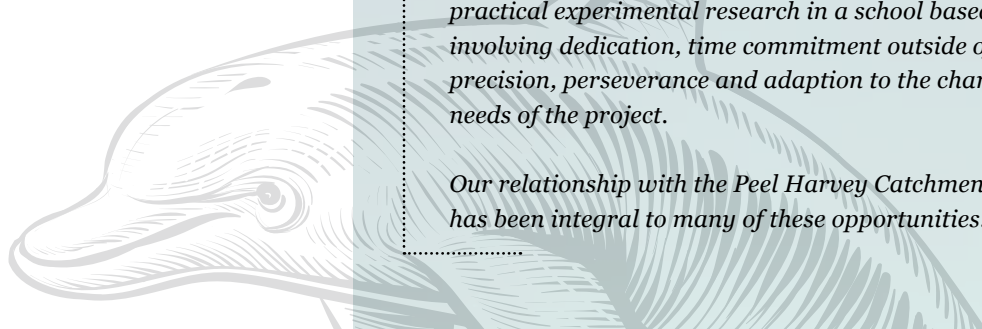 practical experimental research in a school based
involving dedication, time commitment outside
precision, perseverance and adaption to the
needs of the project.
Our relationship with the Peel Harvey
has been integral to many of these opportunities.